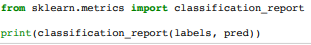 from sklearn.metrics import classification_report
print(classification_report(labels, pred))